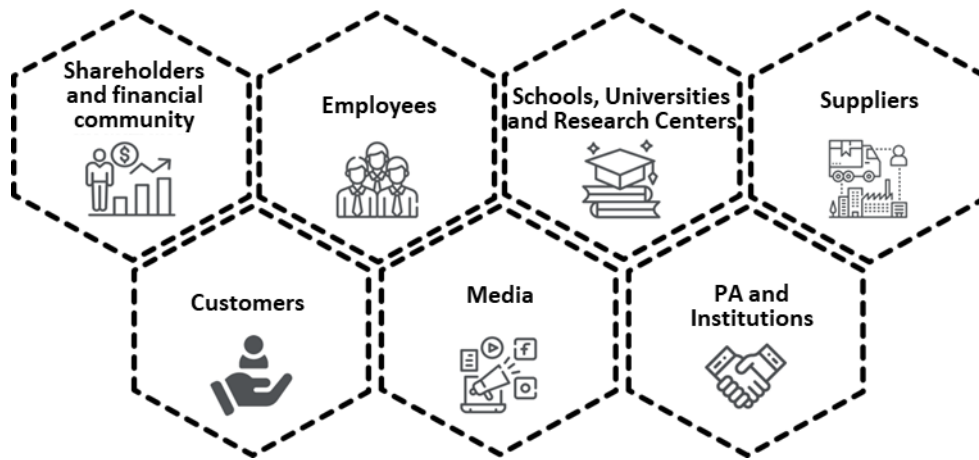 Shareholders
and financial
community
Employees
Schools, Universities
and Research Centers
Suppliers
Customers
Media
PA and
Institutions